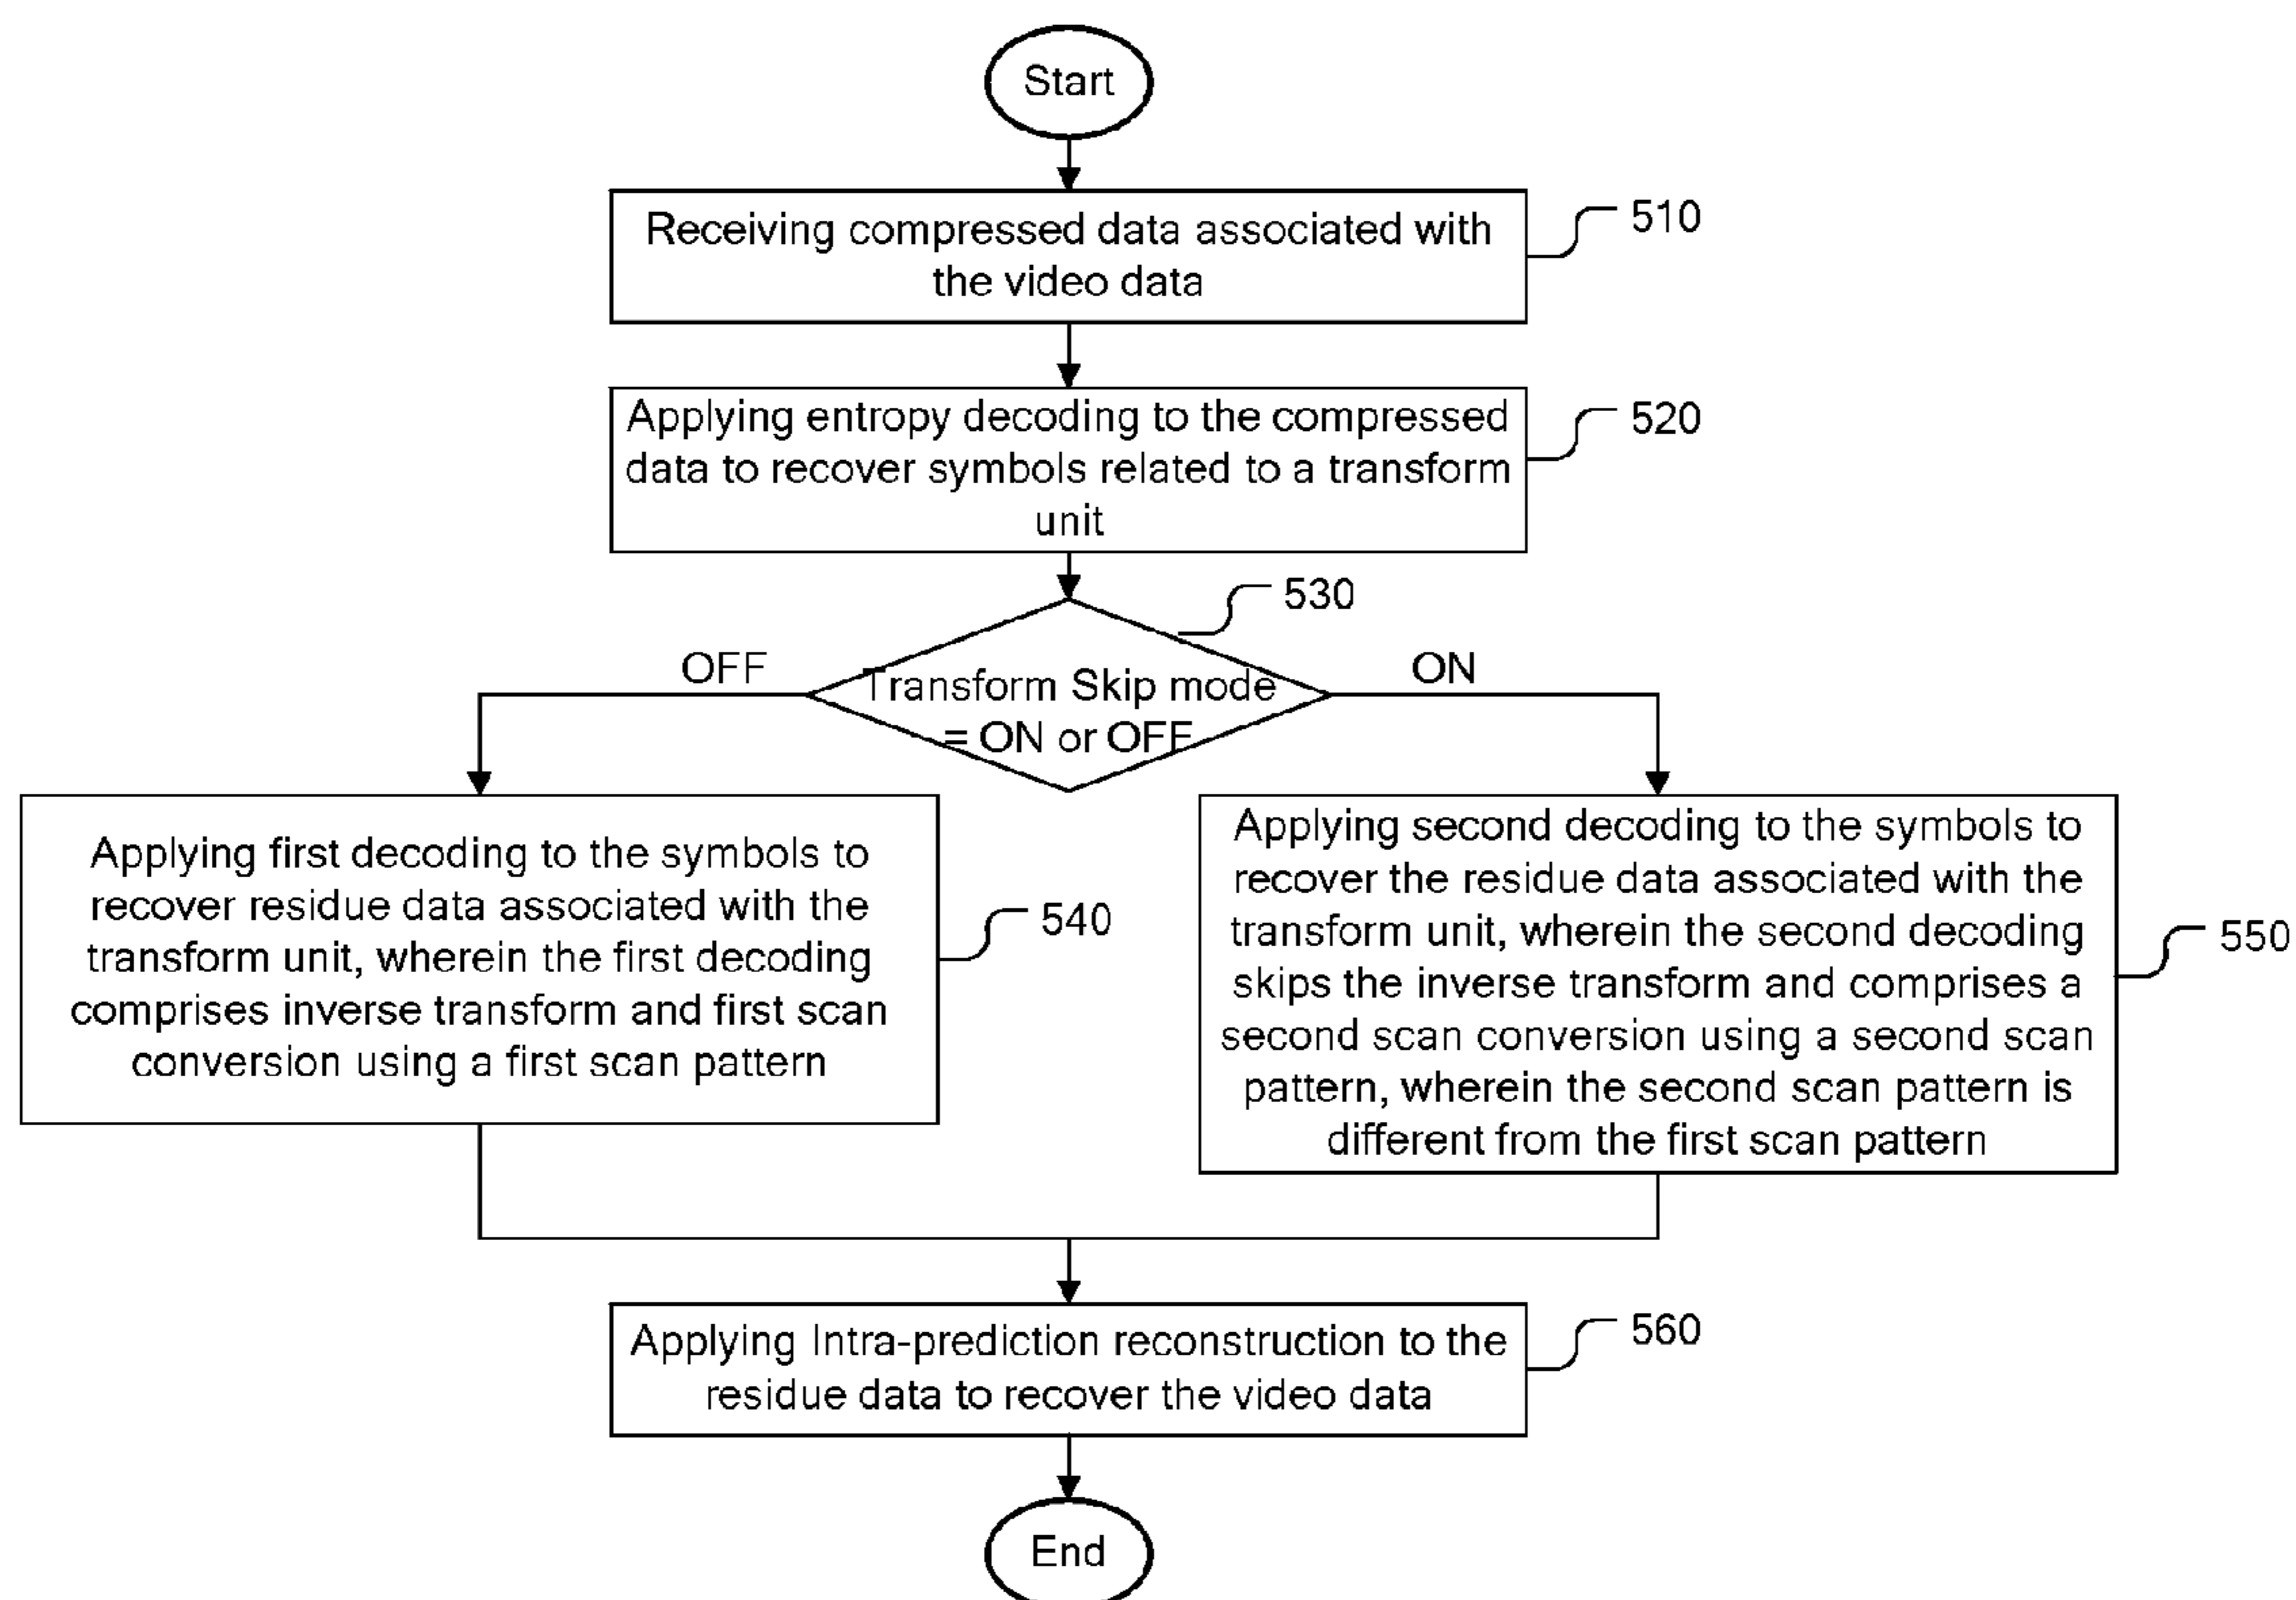 Start
Receiving compressed data associated with
the video data
510
Applying entropy decoding to the compressed
data to recover symbols related to a transform
unit
520
530
OFF
Transform Skip mode
= ON or OFF
ON
Applying first decoding to the symbols to
recover residue data associated with the
transform unit, wherein the first decoding
comprises inverse transform and first scan
conversion using a first scan pattern
540
Applying second decoding to the symbols to
recover the residue data associated with the
transform unit, wherein the second decoding
skips the inverse transform and comprises a
second scan conversion using a second scan
pattern, wherein the second scan pattern is
different from the first scan pattern
550
Applying Intra-prediction reconstruction to the
residue data to recover the video data
560
End